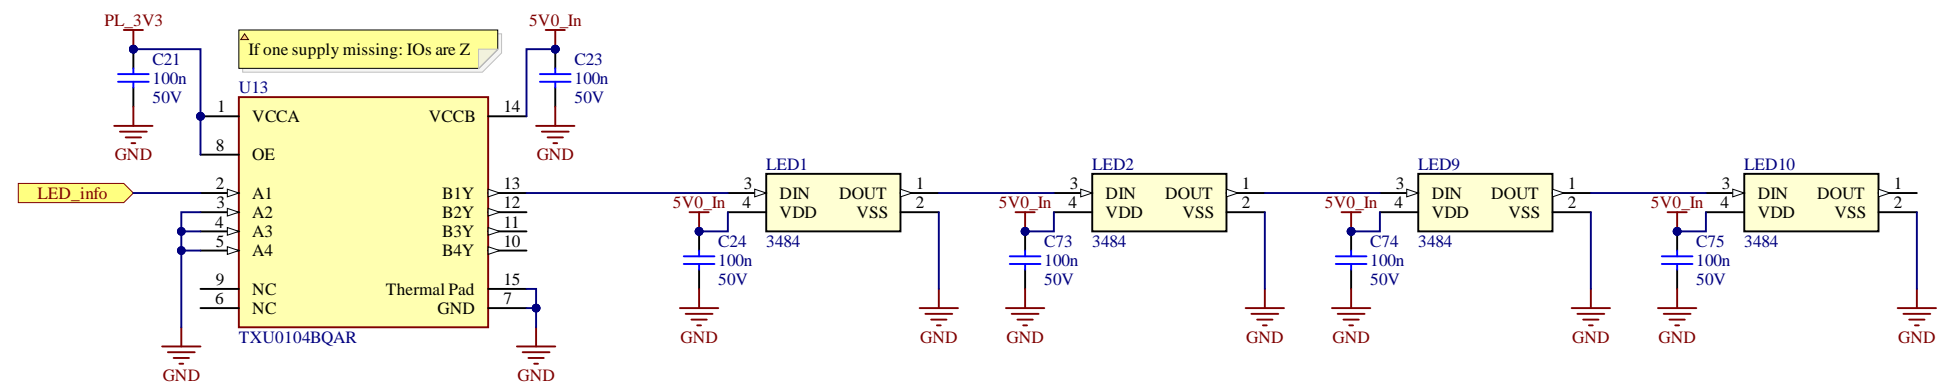 PL_3V3
If one supply missing: IOs are Z
5V0_In
C21
100n
50V
GND
C23
100n
50V
GND
U13
1 VCCA VCCB 14
8 OE
LED_info
2 A1 B1Y 13
3 A2 B2Y 12
4 A3 B3Y 11
5 A4 B4Y 10
9 NC Thermal Pad 15
6 NC GND 7
TXU0104BQAR
GND
GND
LED1
3 DIN DOUT 1
4 VDD VSS 2
3484
5V0_In
C24
100n
50V
GND
GND
LED2
3 DIN DOUT 1
4 VDD VSS 2
3484
5V0_In
C73
100n
50V
GND
GND
LED9
3 DIN DOUT 1
4 VDD VSS 2
3484
5V0_In
C74
100n
50V
GND
GND
LED10
3 DIN DOUT 1
4 VDD VSS 2
3484
5V0_In
C75
100n
50V
GND
GND